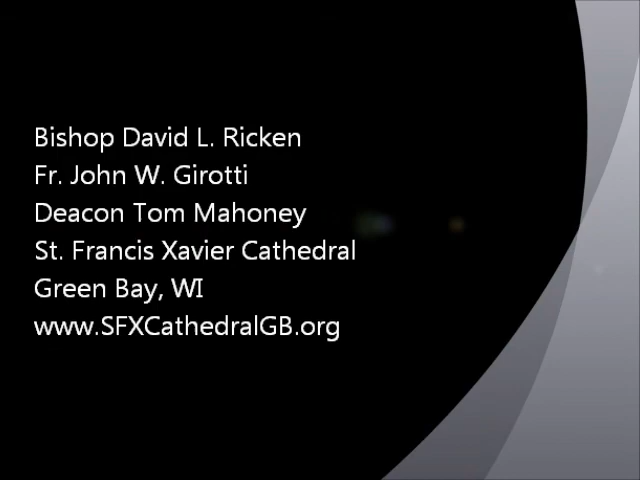 Bishop David L. Ricken
Fr. John W. Girotti
Deacon Tom Mahoney
St. Francis Xavier Cathedral
Green Bay, WI
www.SFXCathedralGB.org